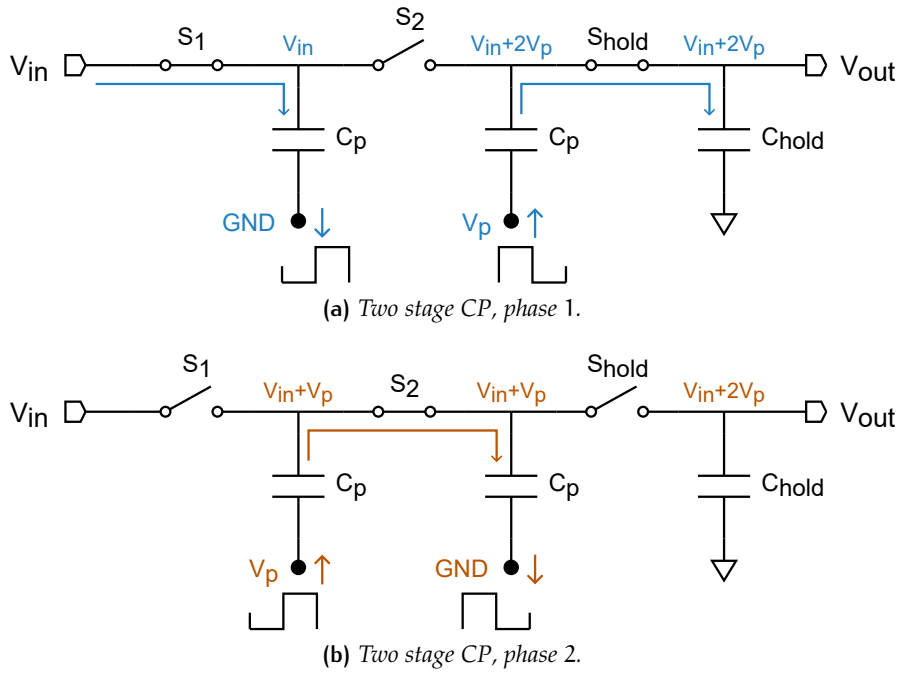 S1
Vin
Vin
S2
Vin+2Vp
Shold
Vin+2Vp
Vout
Cp
Cp
Chold
GND
Vp
(a) Two stage CP, phase 1.
S1
Vin
Vin+Vp
S2
Vin+Vp
Shold
Vin+2Vp
Vout
Cp
Cp
Chold
Vp
GND
(b) Two stage CP, phase 2.